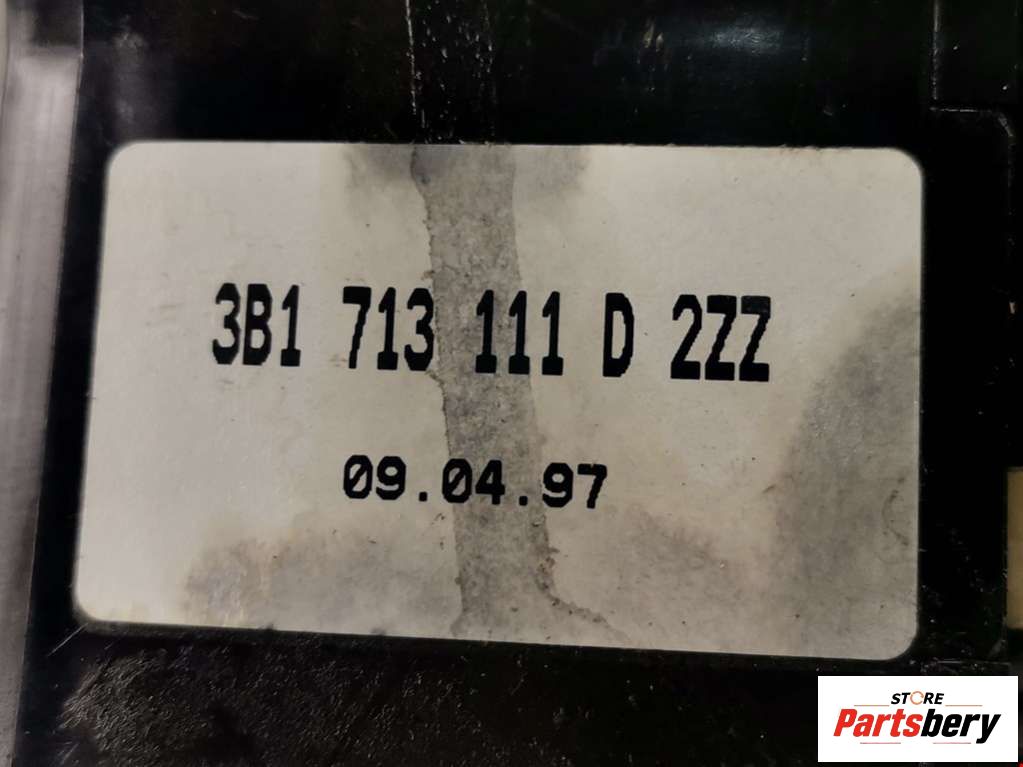 3B1 713 111 D 2ZZ
09.04.97
STORE
Partsbery